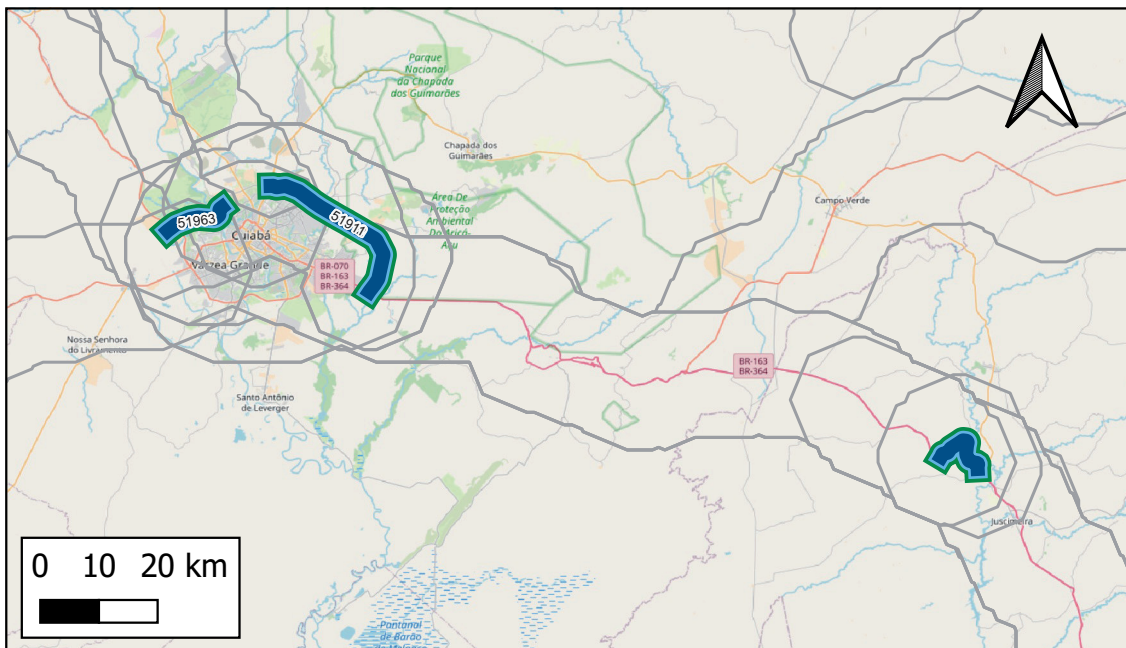 Parque
Nacional
da Chapada
dos Guimarães
Chapada dos
Guimarães
Área De
Proteção
Ambiental
Do Aricá-
Açu
Campo Verde
51963
51911
Cuiabá
Várzea Grande
BR-070
BR-163
BR-364
Nossa Senhora
do Livramento
BR-163
BR-364
Santo Antônio
de Leverger
Juscimeira
0 10 20 km
Pantanal
de Barão